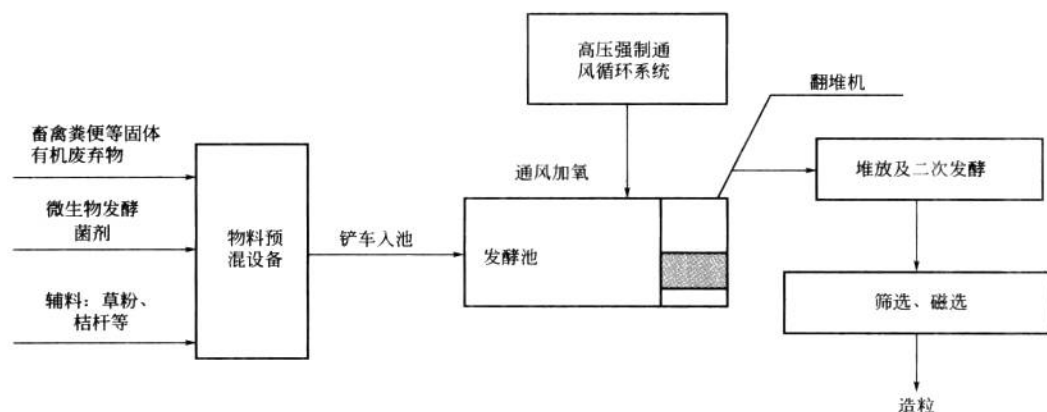 高压强制通
风循环系统
翻堆机
畜禽粪便等固体
有机废弃物
通风加氧
堆放及二次发酵
微生物发酵
菌剂
物料预
混设备
铲车入池
发酵池
辅料：草粉、
桔杆等
筛选、磁选
造粒